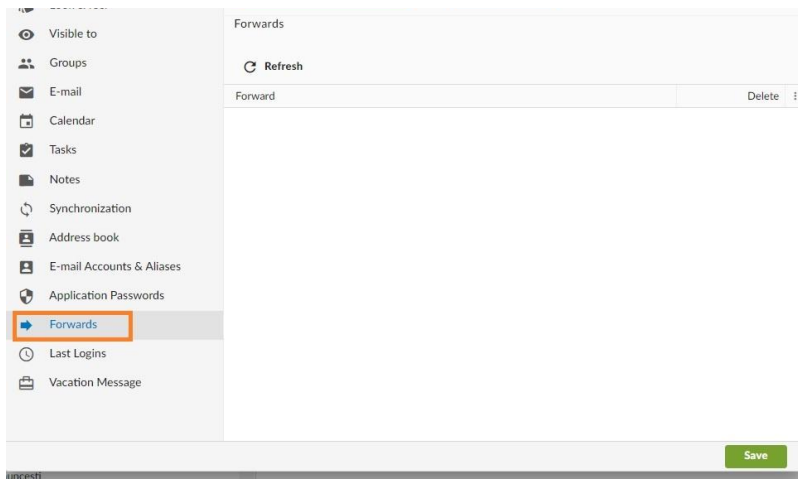 Visible to
Groups
E-mail
Calendar
Tasks
Notes
Synchronization
Address book
E-mail Accounts & Aliases
Application Passwords
Forwards
Last Logins
Vacation Message
Forwards
Refresh
Forward Delete
Save